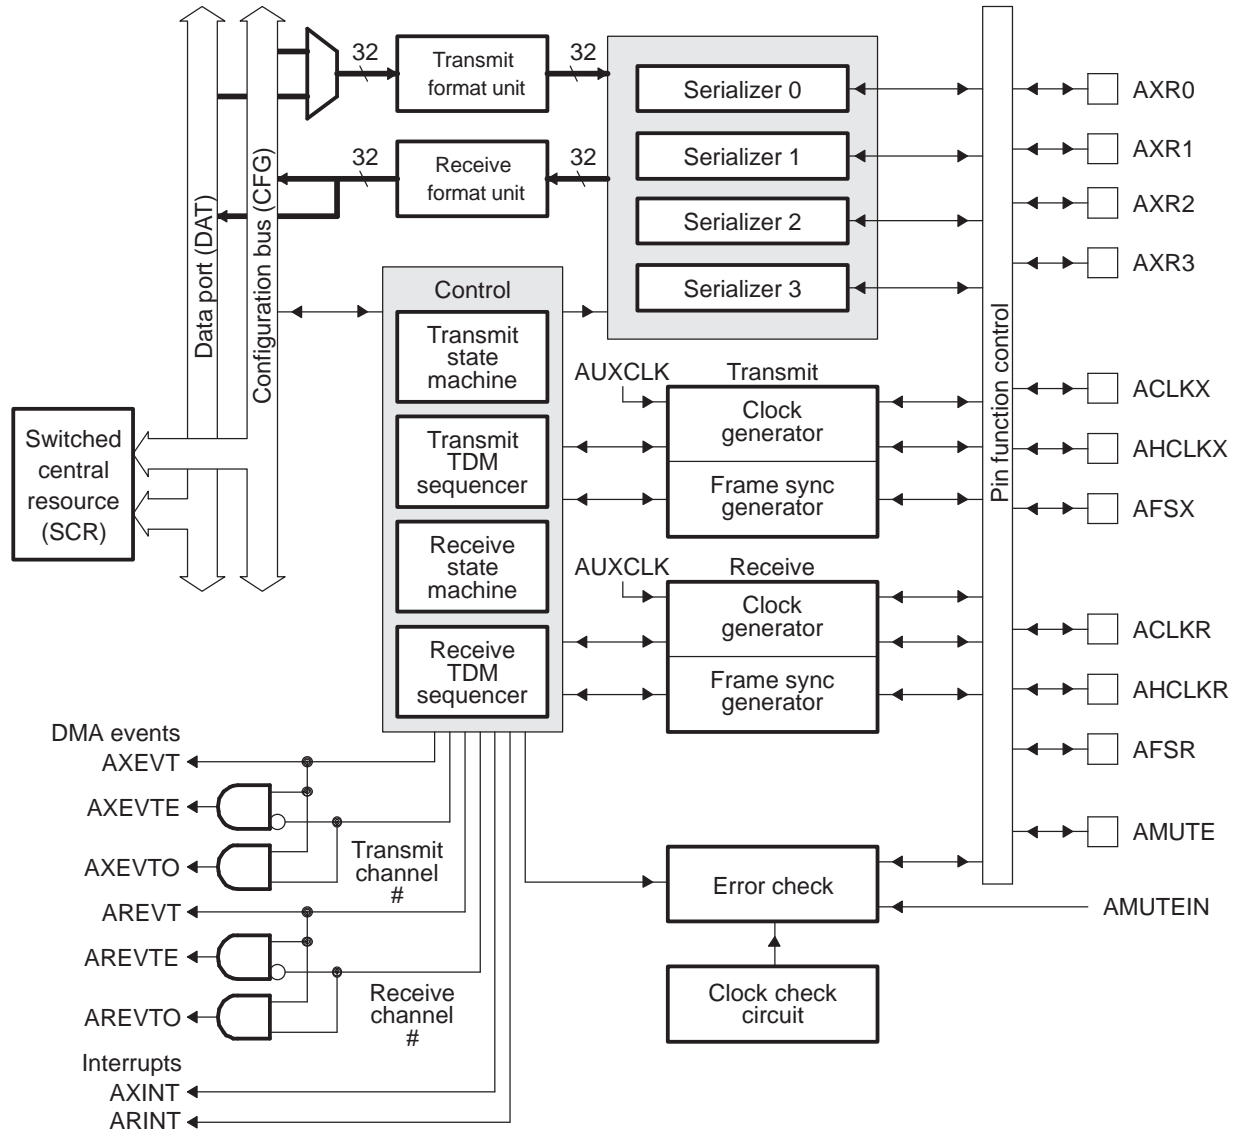 32
Transmit
format unit
32
Serializer 0
AXR0
32
Receive
format unit
32
Serializer 1
AXR1
Serializer 2
AXR2
Serializer 3
AXR3
Data port (DAT)
Configuration bus (CFG)
Pin function control
Control
Transmit
state
machine
Transmit
TDM
sequencer
Receive
state
machine
Receive
TDM
sequencer
Switched
central
resource
(SCR)
AUXCLK
Transmit
Clock
generator
Frame sync
generator
ACLKX
AHCLKX
AFSX
AUXCLK
Receive
Clock
generator
Frame sync
generator
ACLKR
AHCLKR
AFSR
DMA events
AXEVT
AXEVTE
AXEVTO
Transmit
channel
#
AREVT
AREVTE
AREVTO
Receive
channel
#
Interrupts
AXINT
ARINT
Error check
AMUTE
AMUTEIN
Clock check
circuit